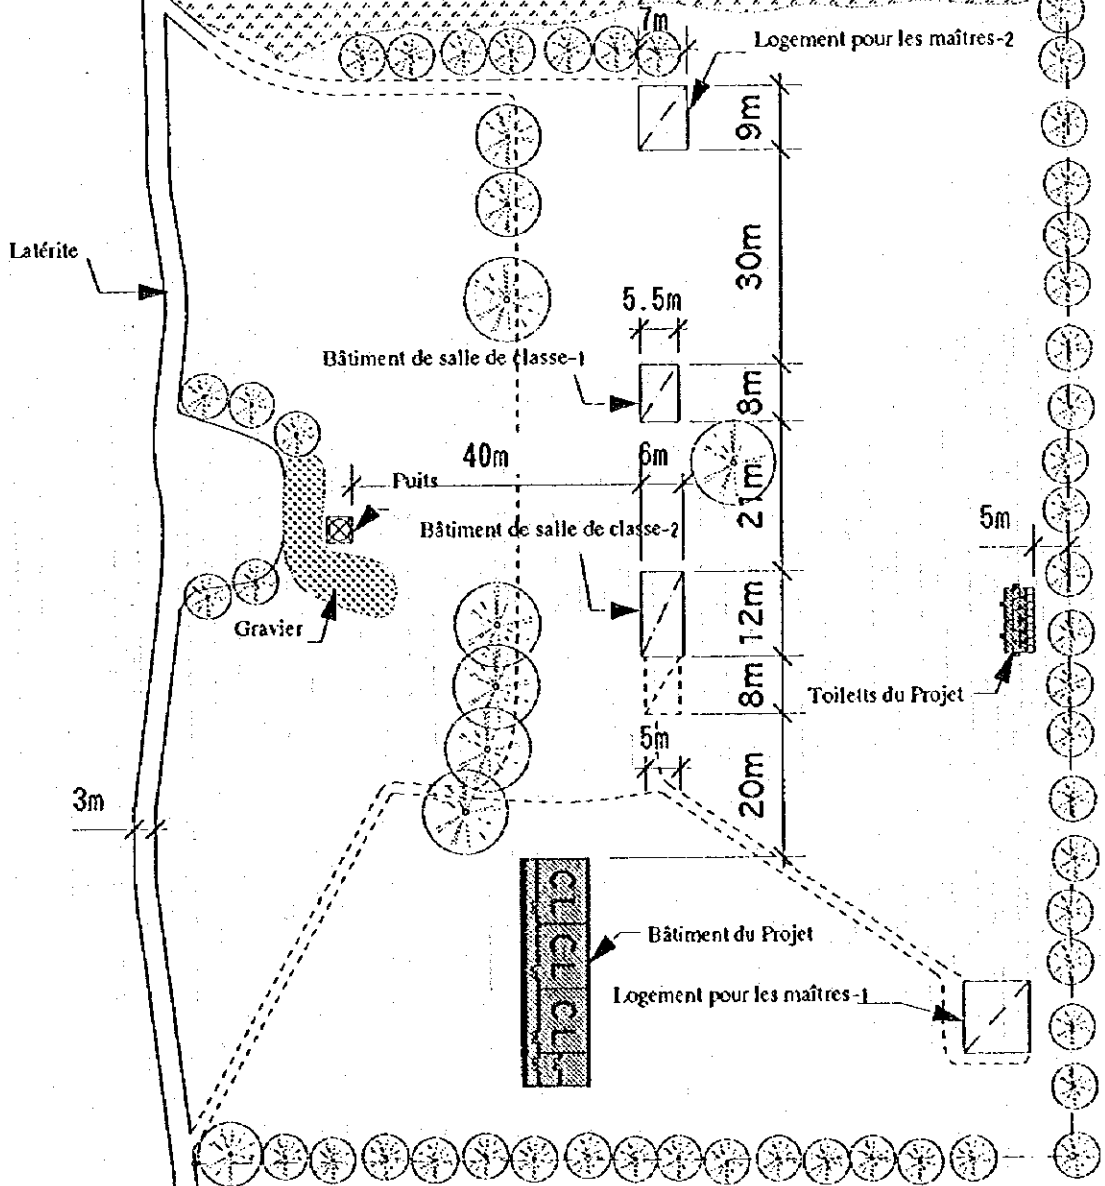 7m
Logement pour les maîtres-2
9m
Latérite
30m
5.5m
Bâtiment de salle de classe-1
8m
40m
6m
Puits
21m
Bâtiment de salle de classe-2
5m
12m
Gravier
8m
Toiletts du Projet
5m
20m
3m
CL
CL
CL
Bâtiment du Projet
Logement pour les maîtres-1